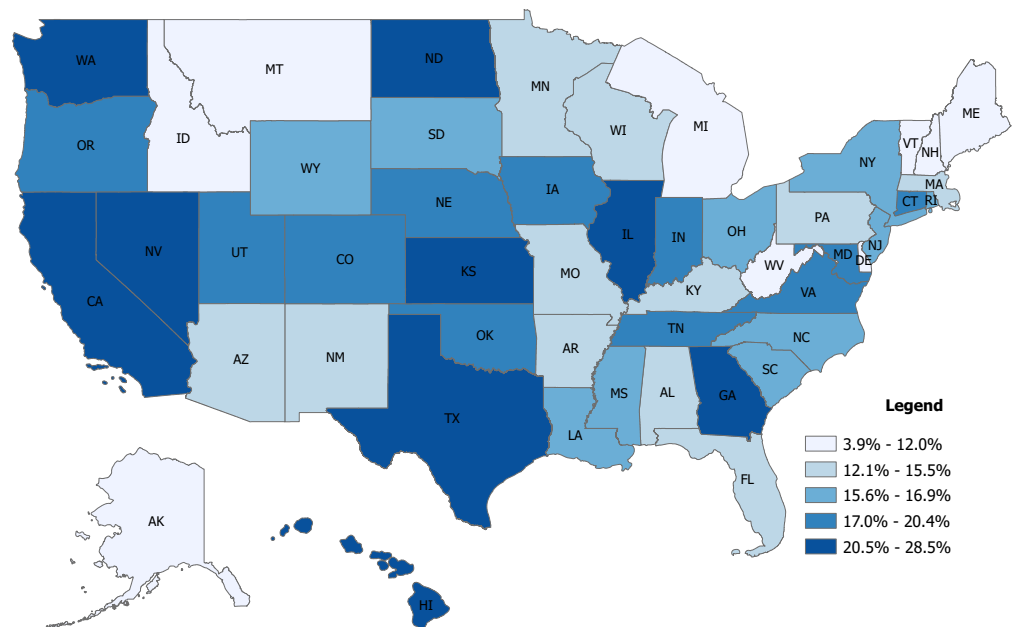 WA
MT
ND
MN
ME
ID
MI
WI
OR
SD
VT
NH
NY
WY
MA
IA
CT
RI
NE
PA
NV
UT
CO
IL
IN
OH
NJ
KS
MO
WV
MD
DE
KY
VA
CA
TN
OK
NC
AZ
NM
AR
SC
MS
AL
GA
TX
LA
FL
AK
HI
Legend
3.9% - 12.0%
12.1% - 15.5%
15.6% - 16.9%
17.0% - 20.4%
20.5% - 28.5%